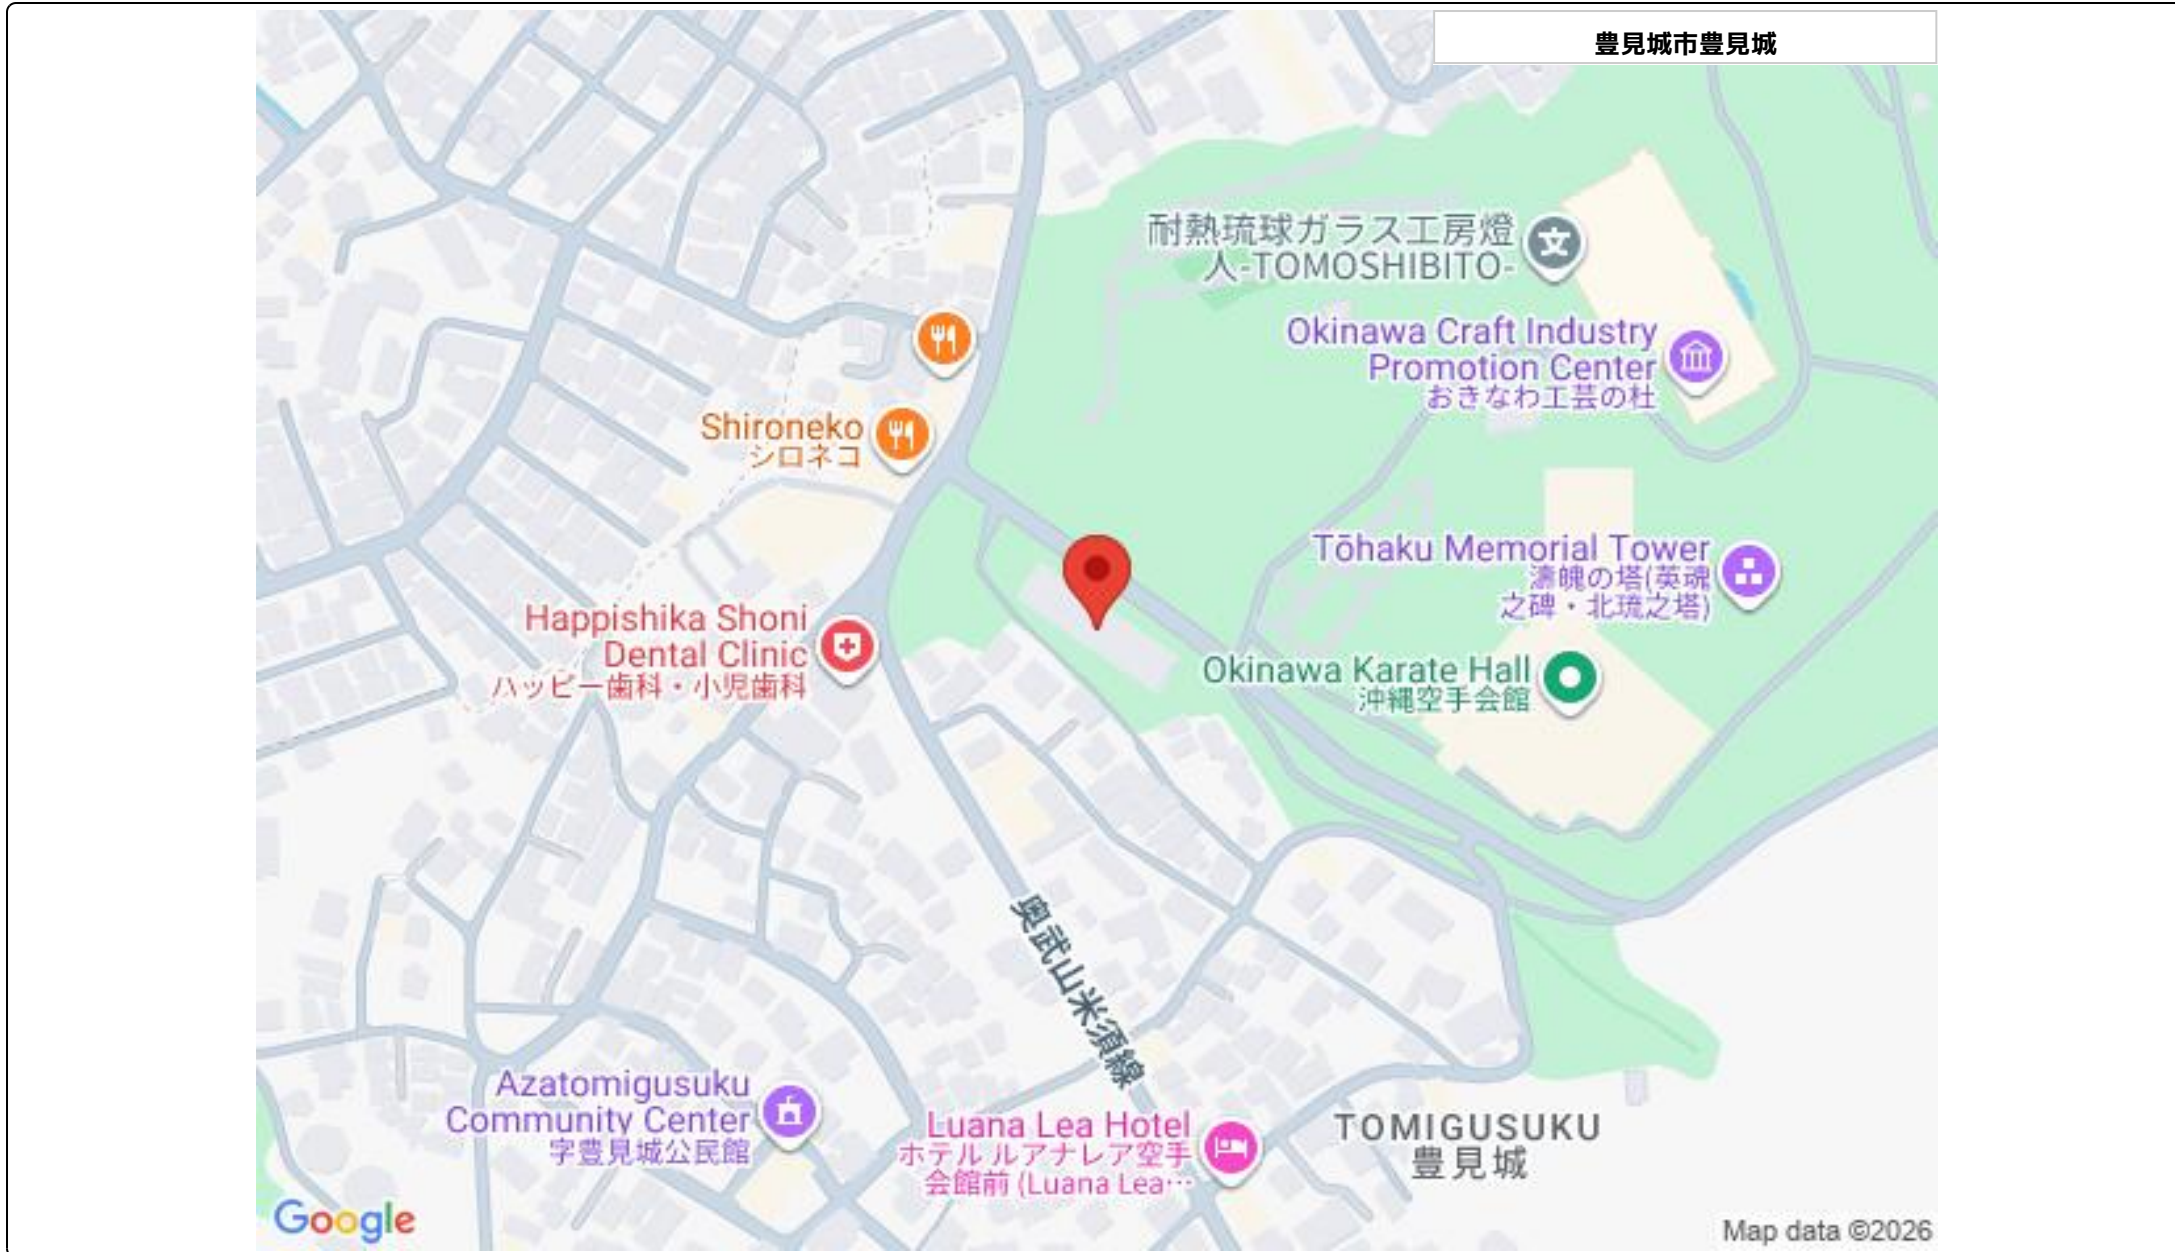 豊見城市豊見城
耐熱琉球ガラス工房燈
人-TOMOSHIBITO-
Okinawa Craft Industry
Promotion Center
おきなわ工芸の杜
Shironeko
シロネコ
Tōhaku Memorial Tower
濤魄の塔(英魂
之碑・北琉之塔)
Happishika Shoni
Dental Clinic
ハッピー歯科・小児歯科
Okinawa Karate Hall
沖縄空手会館
奥武山米須線
Azatomigusuku
Community Center
字豊見城公民館
Luana Lea Hotel
ホテル ルアナレア空手
会館前 (Luana Lea…
TOMIGUSUKU
豊見城
Google
Map data ©2026